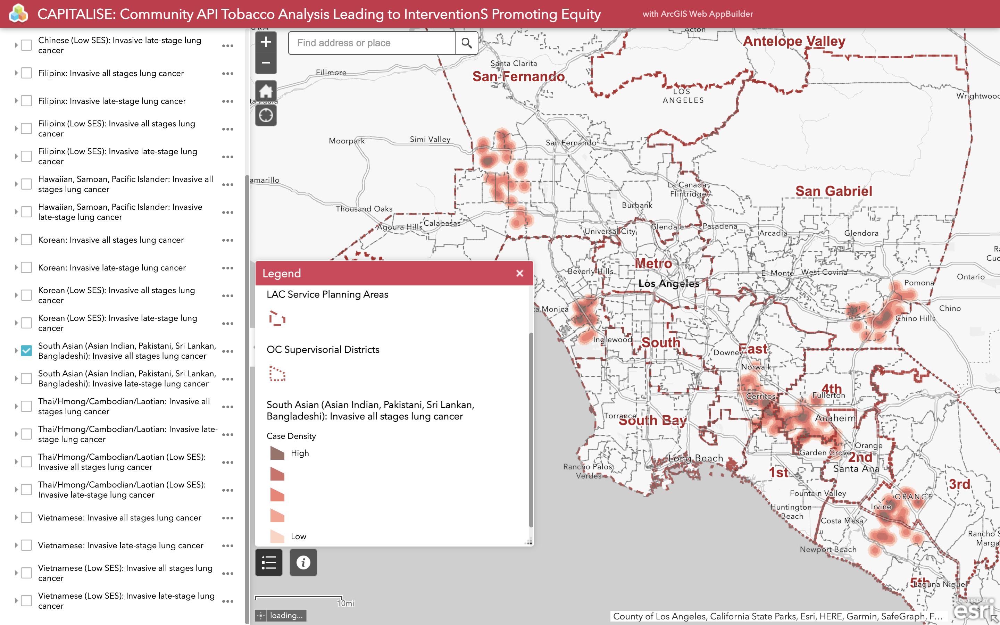 CAPITALISE: Community API Tobacco Analysis Leading to InterventionS Promoting Equity
with ArcGIS Web AppBuilder
Chinese (Low SES): Invasive late-stage lung
cancer
Filipinx: Invasive all stages lung cancer
Filipinx: Invasive late-stage lung cancer
Filipinx (Low SES): Invasive all stages lung
cancer
Filipinx (Low SES): Invasive late-stage lung
cancer
Hawaiian, Samoan, Pacific Islander: Invasive all
stages lung cancer
Hawaiian, Samoan, Pacific Islander: Invasive
late-stage lung cancer
Korean: Invasive all stages lung cancer
Korean: Invasive late-stage lung cancer
Korean (Low SES): Invasive all stages lung
cancer
Korean (Low SES): Invasive late-stage lung
cancer
South Asian (Asian Indian, Pakistani, Sri Lankan,
Bangladeshi): Invasive all stages lung cancer
South Asian (Asian Indian, Pakistani, Sri Lankan,
Bangladeshi): Invasive late-stage lung cancer
Thai/Hmong/Cambodian/Laotian: Invasive all
stages lung cancer
Thai/Hmong/Cambodian/Laotian: Invasive late-
stage lung cancer
Thai/Hmong/Cambodian/Laotian (Low SES):
Invasive all stages lung cancer
Thai/Hmong/Cambodian/Laotian (Low SES):
Invasive late-stage lung cancer
Vietnamese: Invasive all stages lung cancer
Vietnamese: Invasive late-stage lung cancer
Vietnamese (Low SES): Invasive all stages lung
cancer
Vietnamese (Low SES): Invasive late-stage lung
cancer
+
−
Find address or place
Acton
Antelope Valley
Santa Clarita
San Fernando
Fillmore
LOS
ANGELES
Wrightwood
Moorpark
Simi Valley
San Fernando
amarillo
La Canada
Flintridge
San Gabriel
Thousand Oaks
Burbank
Agoura Hills
Calabasas
Universal City
Glendale
Pasadena
Arcadia
Glendora
Metro
Beverly Hills
Los Angeles
El Monte
West Covina
Ontario
Pomona
ta Monica
Chino
Chino Hills
Inglewood
South
East
Downey
Norwalk
4th
Fullerton
Cerritos
Torrance
South Bay
Anaheim
Orange
Garden Grove
2nd
Long Beach
Rancho Palos
Verdes
Santa Ana
1st
3rd
Fountain Valley
ORANGE
Irvine
Huntington
Beach
Costa Mesa
Rancho S
Marga
Newport Beach
5th
Laguna Niguel
Legend
LAC Service Planning Areas
OC Supervisorial Districts
South Asian (Asian Indian, Pakistani, Sri Lankan,
Bangladeshi): Invasive all stages lung cancer
Case Density
High
Low
10mi
loading...
County of Los Angeles, California State Parks, Esri, HERE, Garmin, SafeGraph, F...
POWERED BY
esri